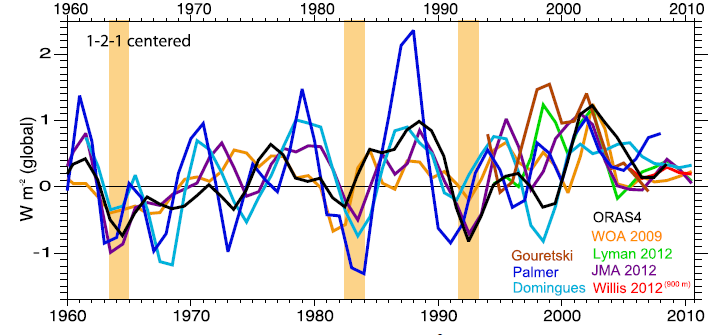 1960 1970 1980 1990 2000 2010
1-2-1 centered
2
1
0
-1
W m-2 (global)
ORAS4
WOA 2009
Gouretski Lyman 2012
Palmer JMA 2012
Domingues Willis 2012 (900 m)
1960 1970 1980 1990 2000 2010